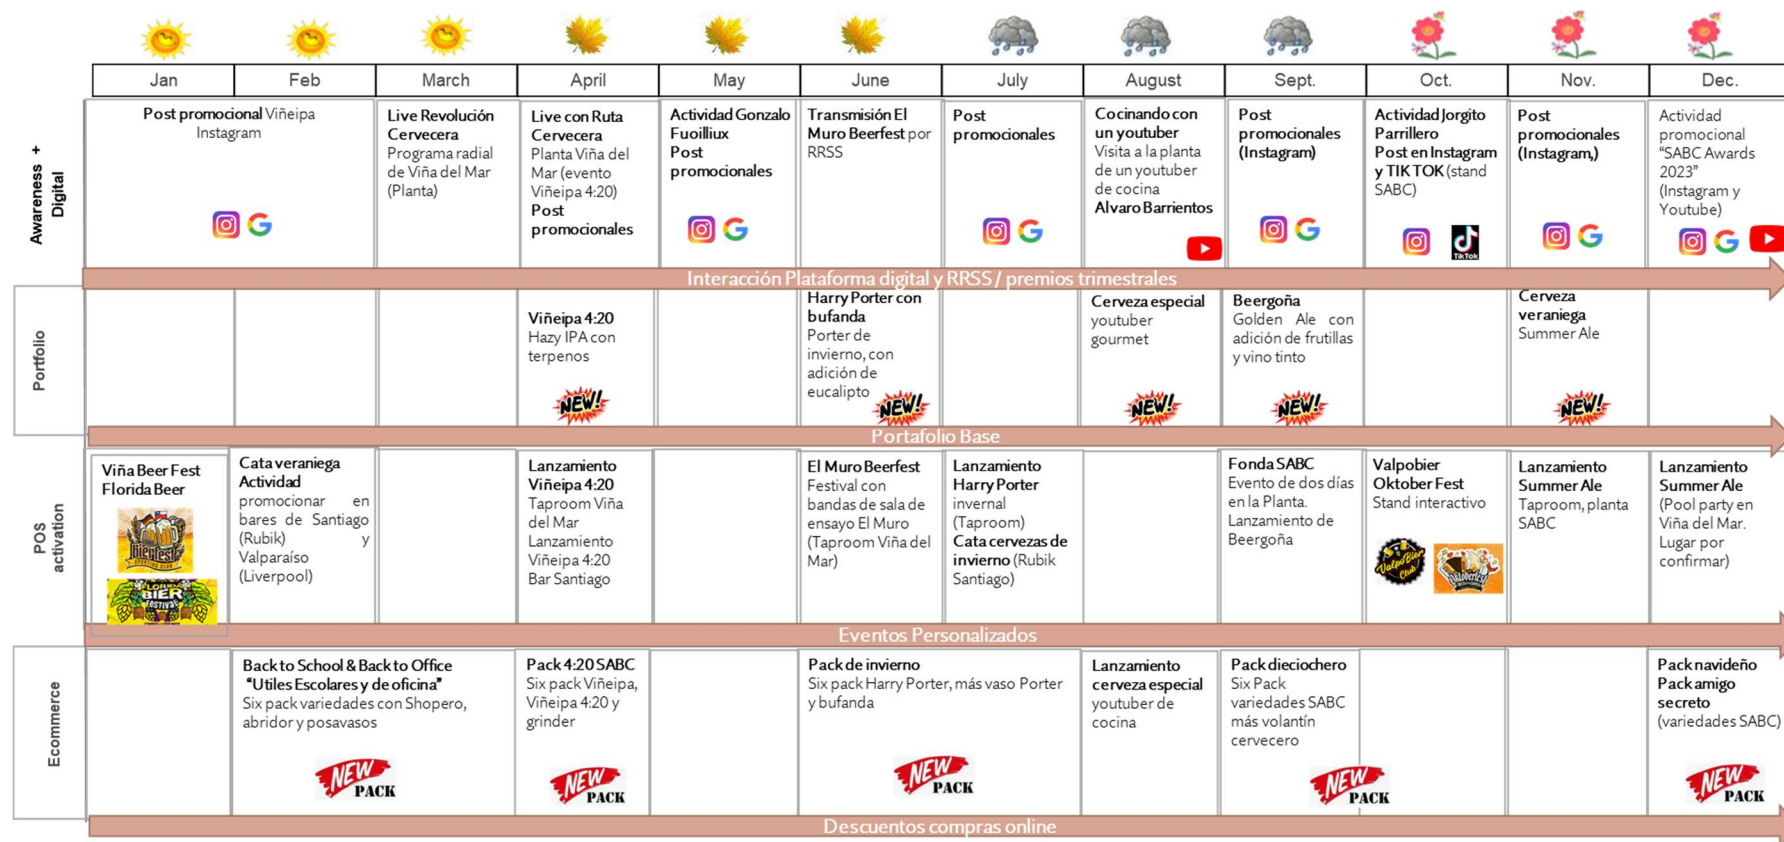 Jan
Feb
March
April
May
June
July
August
Sept.
Oct.
Nov.
Dec.
Awareness +
Digital
Post promocional Viñeipa
Instagram
Live Revolución
Cervecera
Programa radial
de Viña del Mar
(Planta)
Live con Ruta
Cervecera
Planta Viña del
Mar (evento
Viñeipa 4:20)
Post
promocionales
Actividad Gonzalo
Fuoilliux
Post
promocionales
Transmisión El
Muro Beerfest por
RRSS
Post
promocionales
Cocinando con
un youtuber
Visita a la planta
de un youtuber
de cocina
Alvaro Barrientos
Post
promocionales
(Instagram)
Actividad Jorgito
Parrillero
Post en Instagram
y TIK TOK (stand
SABC)
TikTok
Post
promocionales
(Instagram,)
Actividad
promocional
“SABC Awards
2023”
(Instagram y
Youtube)
Interacción Plataforma digital y RRSS / premios trimestrales
Portfolio
Viñeipa 4:20
Hazy IPA con
terpenos
NEW!
Harry Porter con
bufanda
Porter de
invierno, con
adición de
eucalipto
NEW!
Cerveza especial
youtuber
gourmet
NEW!
Beergoña
Golden Ale con
adición de frutillas
y vino tinto
NEW!
Cerveza
veraniega
Summer Ale
NEW!
Portafolio Base
POS
activation
Viña Beer Fest
Florida Beer
Bierfest
SPORTING CLUB
FLORIDA
BIER
FESTIVAL
Cata veraniega
Actividad
promocionar en
bares de Santiago
(Rubik) y
Valparaíso
(Liverpool)
Lanzamiento
Viñeipa 4:20
Taproom Viña
del Mar
Lanzamiento
Viñeipa 4:20
Bar Santiago
El Muro Beerfest
Festival con
bandas de sala de
ensayo El Muro
(Taproom Viña del
Mar)
Lanzamiento
Harry Porter
invernal
(Taproom)
Cata cervezas de
invierno (Rubik
Santiago)
Fonda SABC
Evento de dos días
en la Planta.
Lanzamiento de
Beergoña
Valpobier
Oktober Fest
Stand interactivo
ValpoBier
Club
Oktoberfest
Lanzamiento
Summer Ale
Taproom, planta
SABC
Lanzamiento
Summer Ale
(Pool party en
Viña del Mar.
Lugar por
confirmar)
Eventos Personalizados
Ecommerce
Back to School & Back to Office
“Utiles Escolares y de oficina”
Six pack variedades con Shopero,
abridor y posavasos
NEW
PACK
Pack 4:20 SABC
Six pack Viñeipa,
Viñeipa 4:20 y
grinder
NEW
PACK
Pack de invierno
Six pack Harry Porter, más vaso Porter
y bufanda
NEW
PACK
Lanzamiento
cerveza especial
youtuber de
cocina
Pack dieciochero
Six Pack
variedades SABC
más volantín
cervecero
NEW
PACK
Pack navideño
Pack amigo
secreto
(variedades SABC)
NEW
PACK
Descuentos compras online